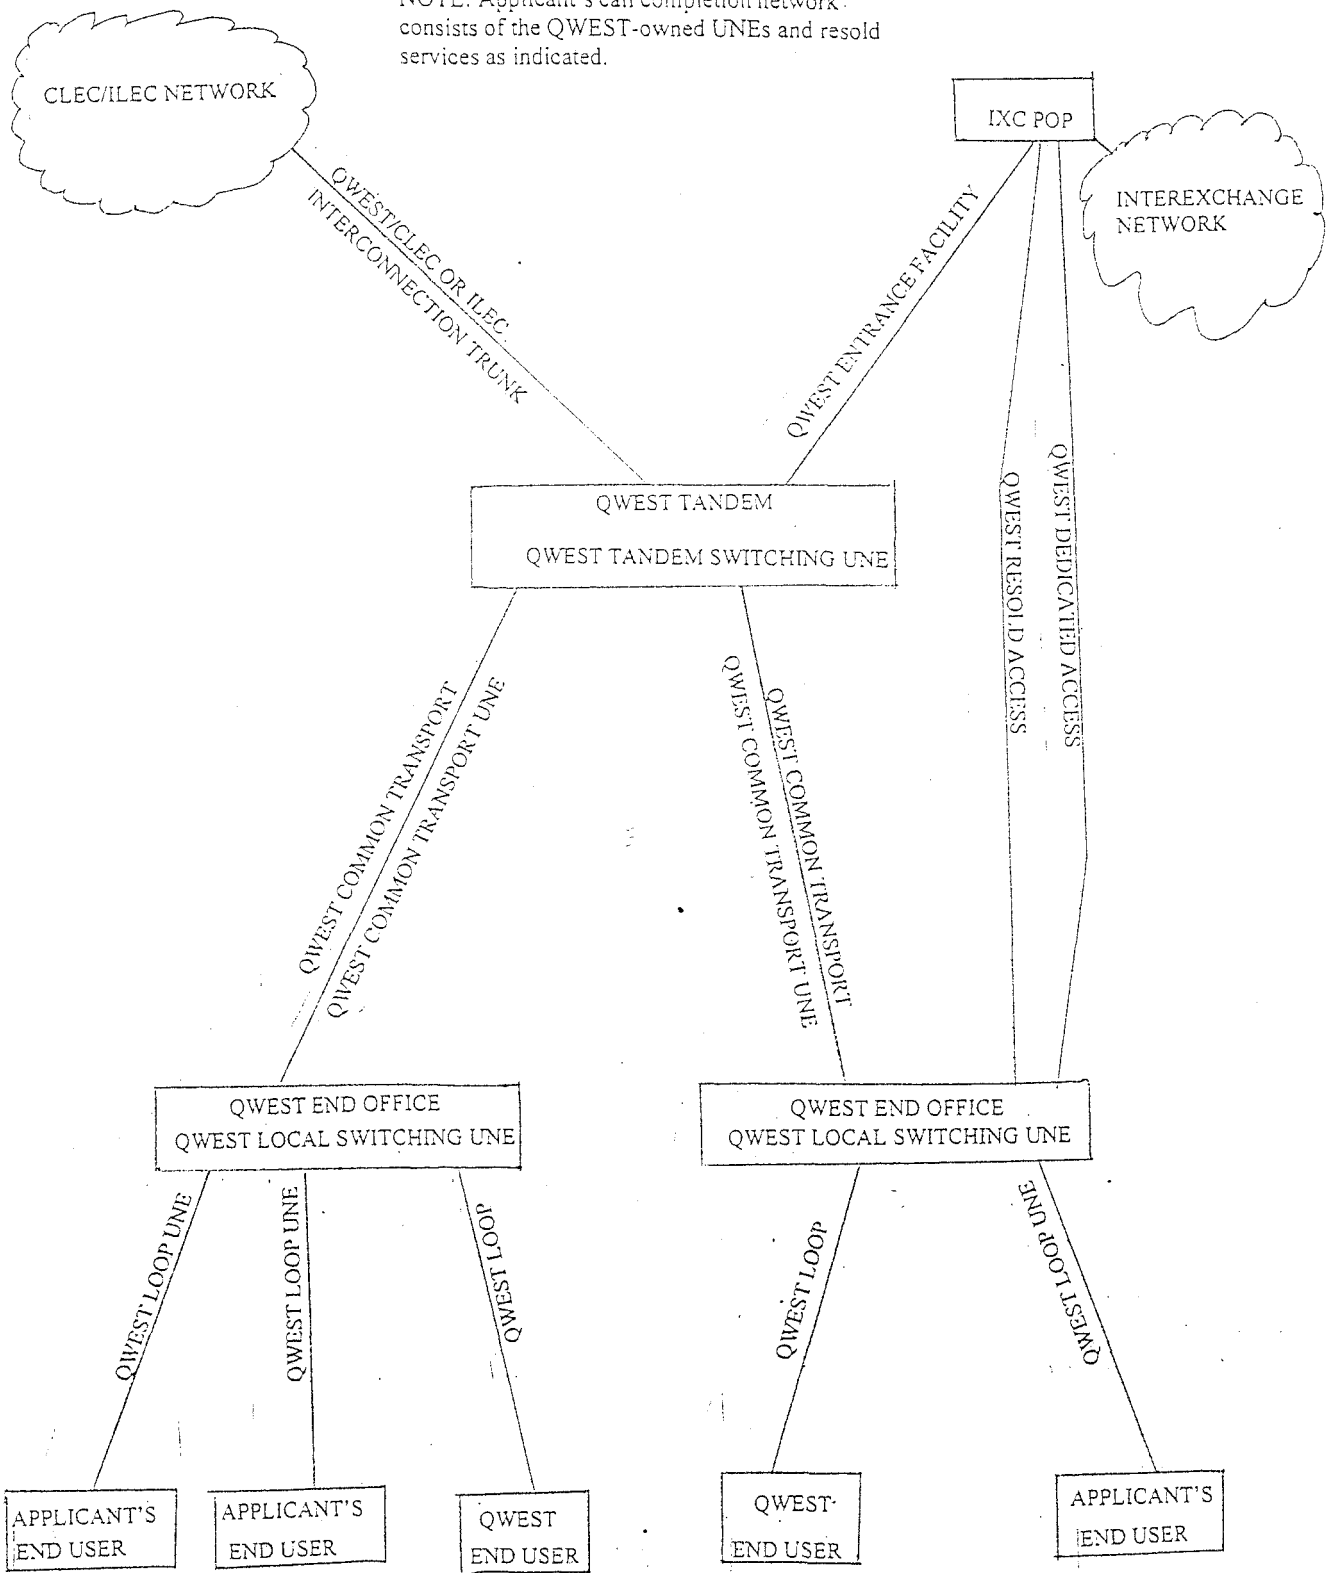 NOTE: Applicant's call completion network
consists of the QWEST-owned UNEs and resold
services as indicated.
CLEC/ILEC NETWORK
IXC POP
INTEREXCHANGE
NETWORK
QWEST/CLEC OR ILEC
INTERCONNECTION TRUNK
QWEST ENTRANCE FACILITY
QWEST RESOLD ACCESS
QWEST DEDICATED ACCESS
QWEST TANDEM
QWEST TANDEM SWITCHING UNE
QWEST COMMON TRANSPORT
QWEST COMMON TRANSPORT UNE
QWEST COMMON TRANSPORT
QWEST COMMON TRANSPORT UNE
QWEST END OFFICE
QWEST LOCAL SWITCHING UNE
QWEST END OFFICE
QWEST LOCAL SWITCHING UNE
QWEST LOOP UNE
QWEST LOOP UNE
QWEST LOOP
QWEST LOOP
QWEST LOOP UNE
APPLICANT'S
END USER
APPLICANT'S
END USER
QWEST
END USER
QWEST
END USER
APPLICANT'S
END USER